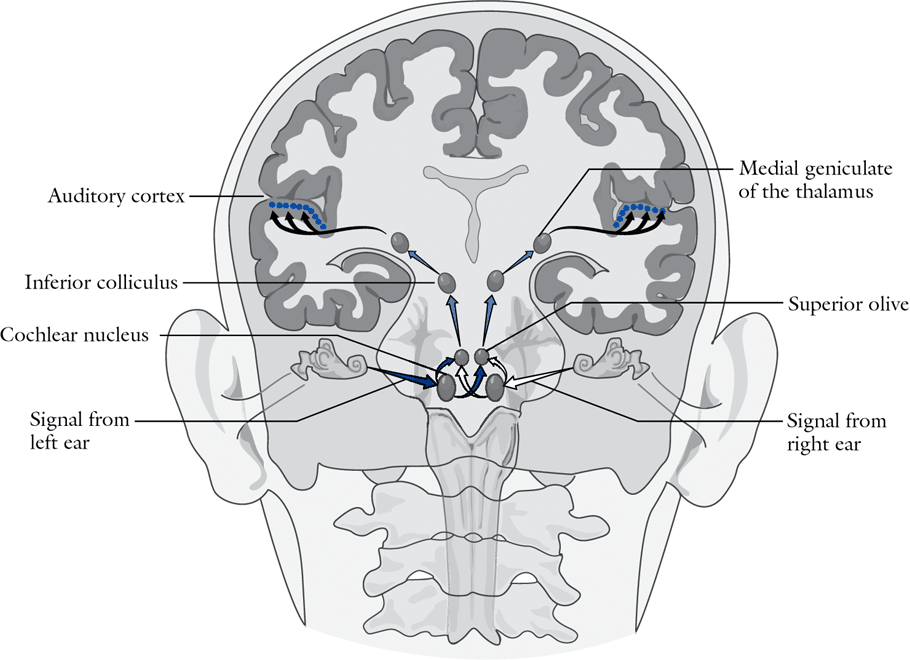 Medial geniculate
of the thalamus
Auditory cortex
Inferior colliculus
Superior olive
Cochlear nucleus
Signal from
left ear
Signal from
right ear